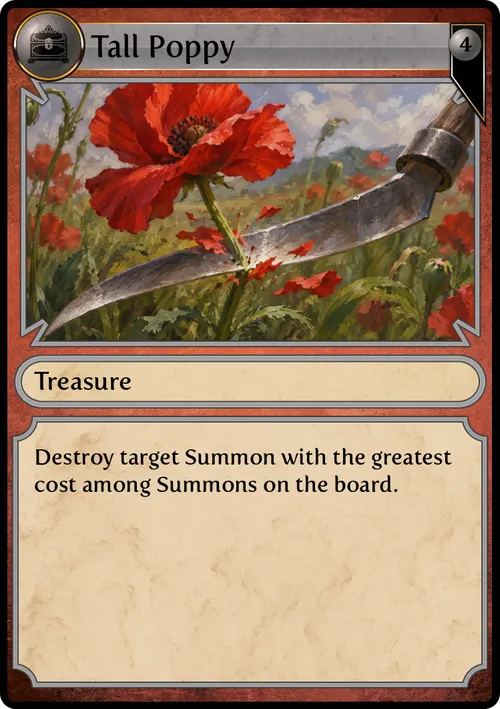 Tall Poppy
4
Treasure
Destroy target Summon with the greatest
cost among Summons on the board.